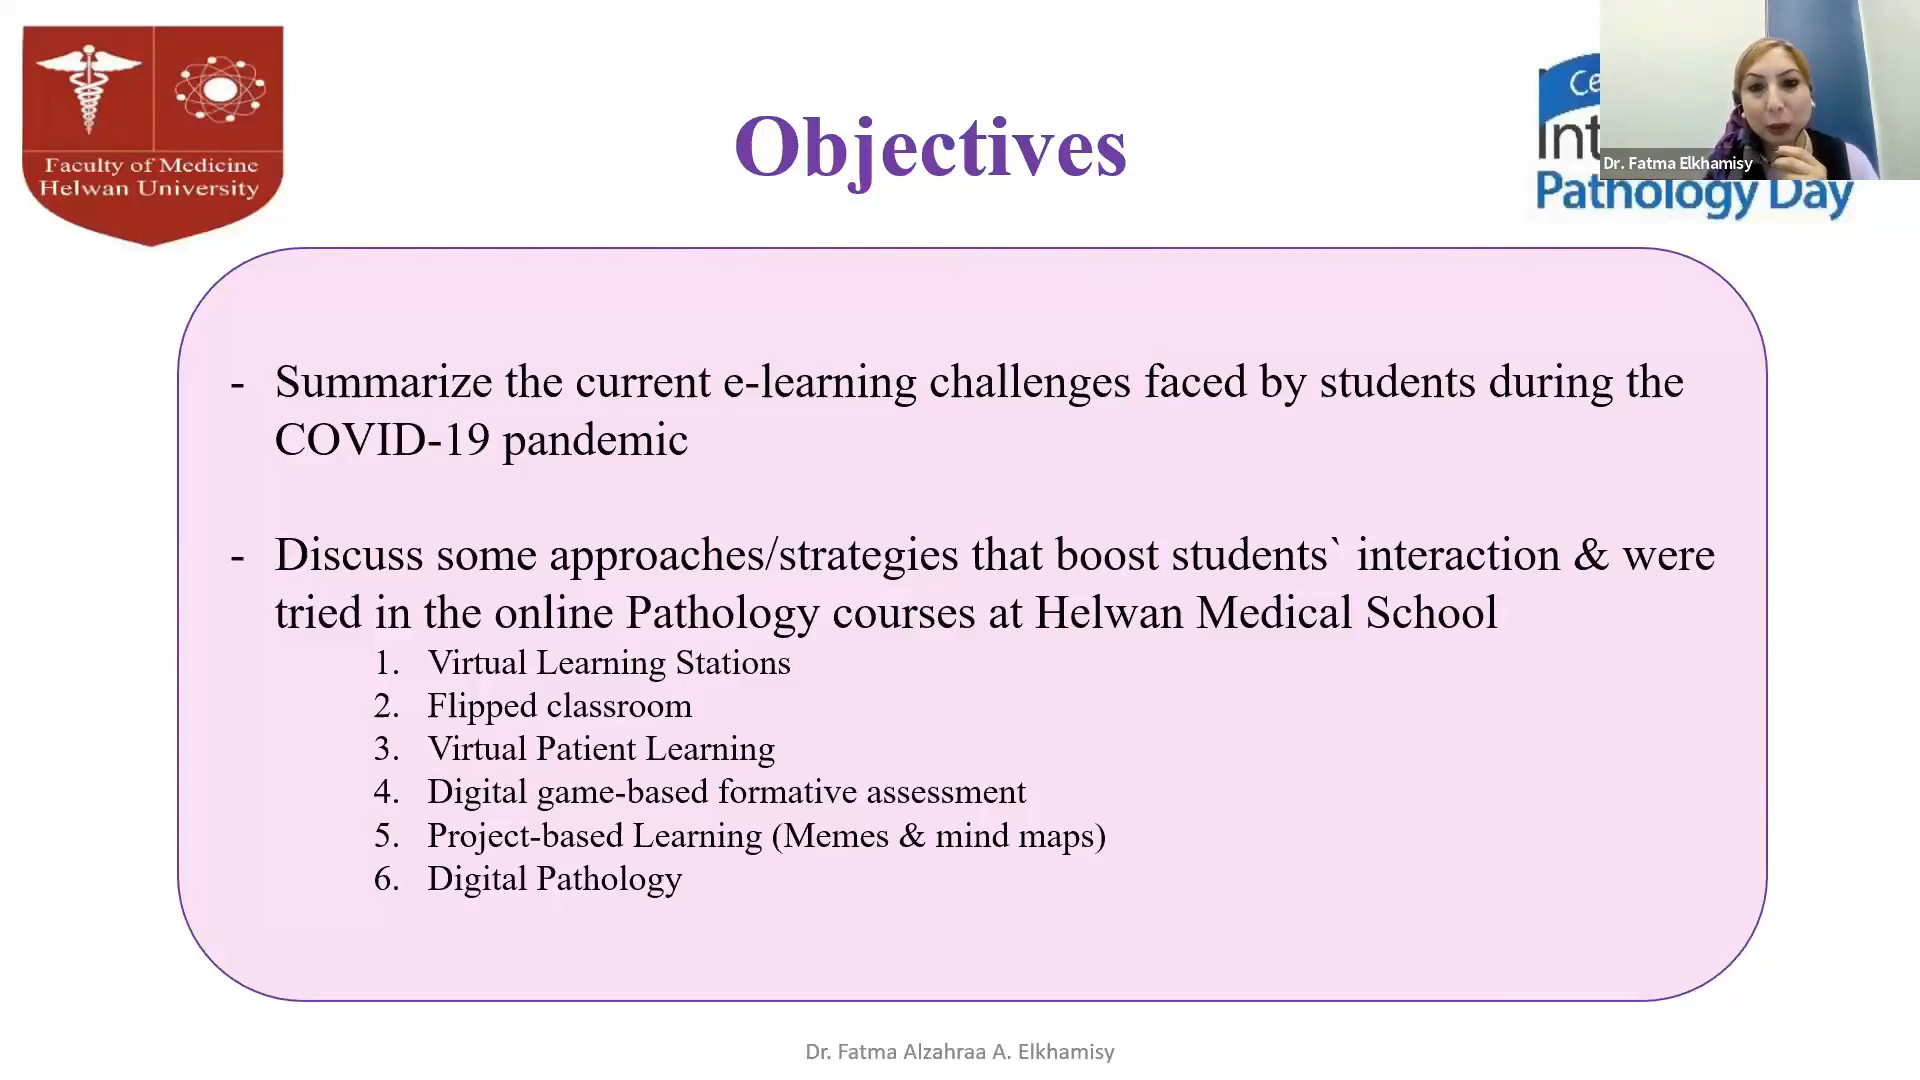 Faculty of Medicine
Helwan University
Objectives
Ce
Int
Pathology Day
Dr. Fatma Elkhamisy
- Summarize the current e-learning challenges faced by students during the
COVID-19 pandemic
- Discuss some approaches/strategies that boost students` interaction & were
tried in the online Pathology courses at Helwan Medical School
1. Virtual Learning Stations
2. Flipped classroom
3. Virtual Patient Learning
4. Digital game-based formative assessment
5. Project-based Learning (Memes & mind maps)
6. Digital Pathology
Dr. Fatma Alzahraa A. Elkhamisy